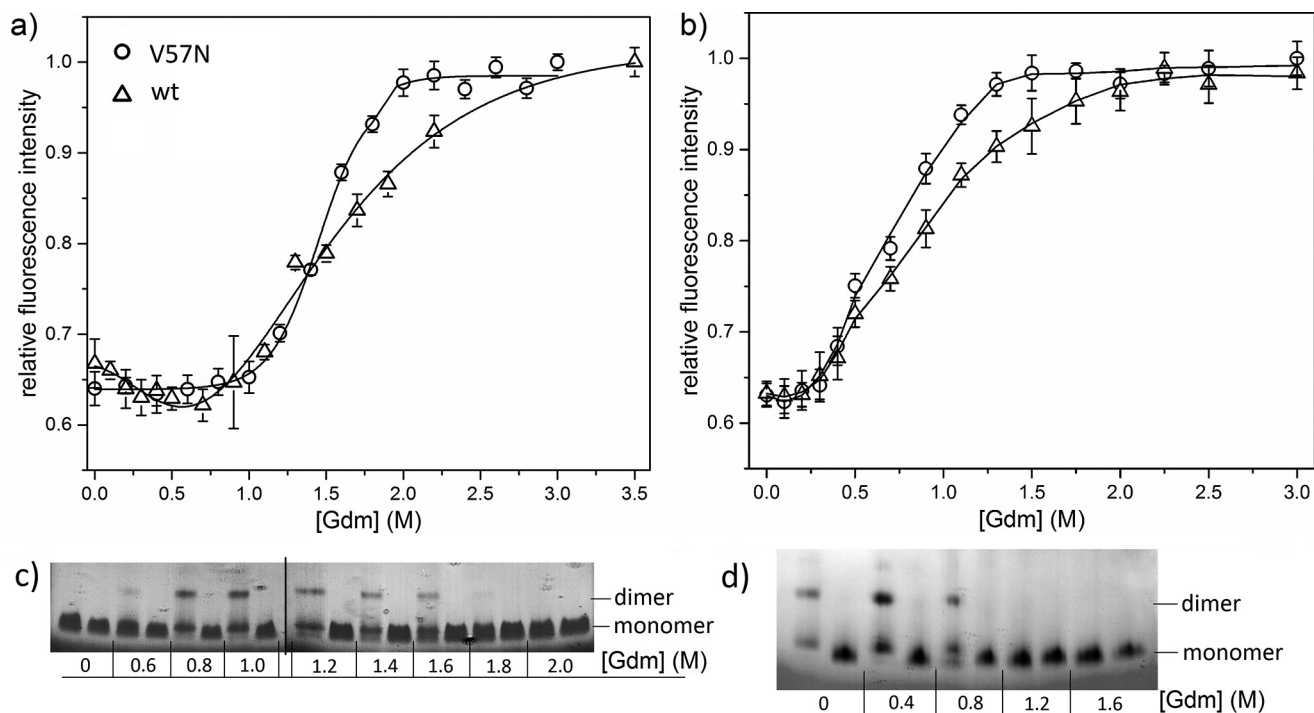 a)
V57N
wt
relative fluorescence intensity
1.0
0.9
0.8
0.7
0.6
0.0 0.5 1.0 1.5 2.0 2.5 3.0 3.5
[Gdm] (M)
b)
relative fluorescence intensity
1.0
0.9
0.8
0.7
0.6
0.0 0.5 1.0 1.5 2.0 2.5 3.0
[Gdm] (M)
c)
dimer
monomer
0 0.6 0.8 1.0 1.2 1.4 1.6 1.8 2.0 [Gdm] (M)
d)
dimer
monomer
0 0.4 0.8 1.2 1.6 [Gdm] (M)